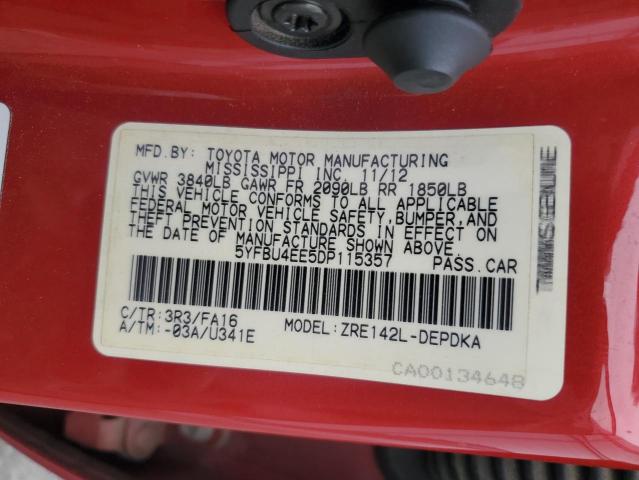 MFD.BY: TOYOTA MOTOR MANUFACTURING
MISSISSIPPI INC. 11/12
GVWR 3840LB GAWR FR 2090LB RR 1850LB
THIS VEHICLE CONFORMS TO ALL APPLICABLE
FEDERAL MOTOR VEHICLE SAFETY,BUMPER,AND
THEFT PREVENTION STANDARDS IN EFFECT ON
THE DATE OF MANUFACTURE SHOWN ABOVE.
5YFBU4EE5DP115357 PASS.CAR
C/TR:3R3/FA16
A/TM:-03A/U341E MODEL:ZRE142L-DEPDKA
CA00134648